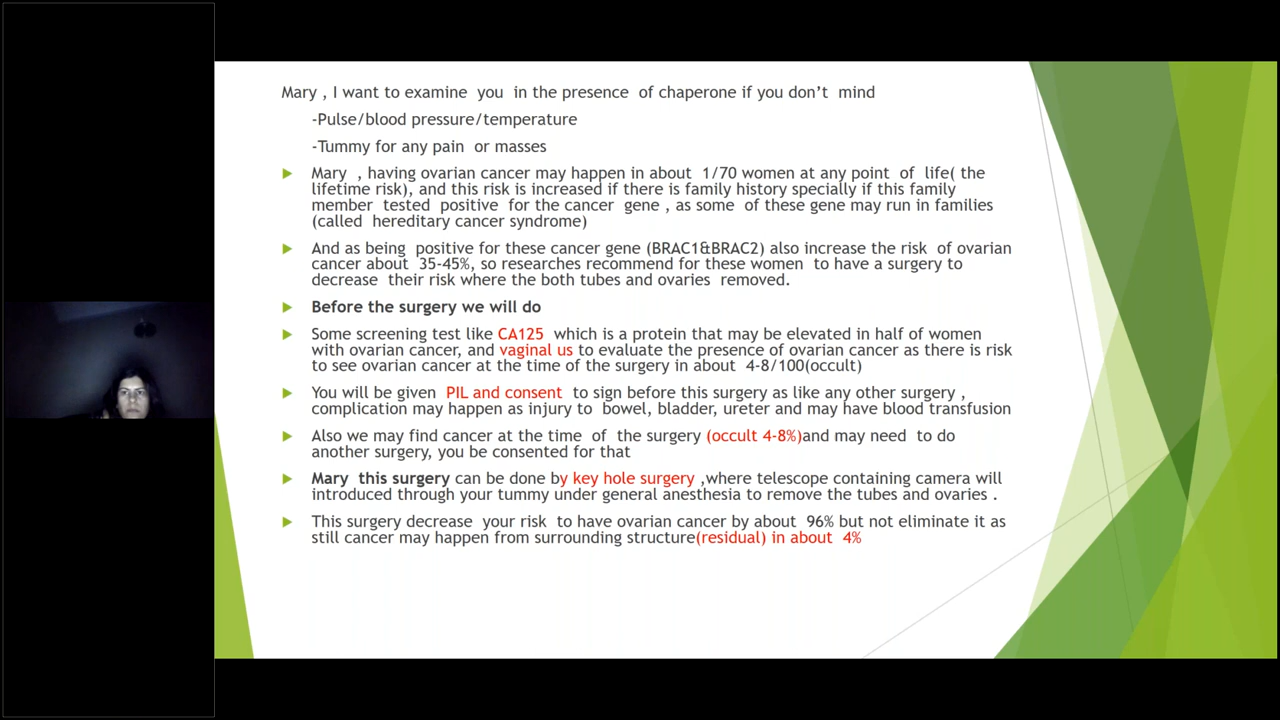 Mary , I want to examine you in the presence of chaperone if you don’t mind
-Pulse/blood pressure/temperature
-Tummy for any pain or masses
Mary , having ovarian cancer may happen in about 1/70 women at any point of life( the
lifetime risk), and this risk is increased if there is family history specially if this family
member tested positive for the cancer gene , as some of these gene may run in families
(called hereditary cancer syndrome)
And as being positive for these cancer gene (BRAC1&BRAC2) also increase the risk of ovarian
cancer about 35-45%, so researches recommend for these women to have a surgery to
decrease their risk where the both tubes and ovaries removed.
Before the surgery we will do
Some screening test like CA125 which is a protein that may be elevated in half of women
with ovarian cancer, and vaginal us to evaluate the presence of ovarian cancer as there is risk
to see ovarian cancer at the time of the surgery in about 4-8/100(occult)
You will be given PIL and consent to sign before this surgery as like any other surgery ,
complication may happen as injury to bowel, bladder, ureter and may have blood transfusion
Also we may find cancer at the time of the surgery (occult 4-8%)and may need to do
another surgery, you be consented for that
Mary this surgery can be done by key hole surgery ,where telescope containing camera will
introduced through your tummy under general anesthesia to remove the tubes and ovaries .
This surgery decrease your risk to have ovarian cancer by about 96% but not eliminate it as
still cancer may happen from surrounding structure(residual) in about 4%